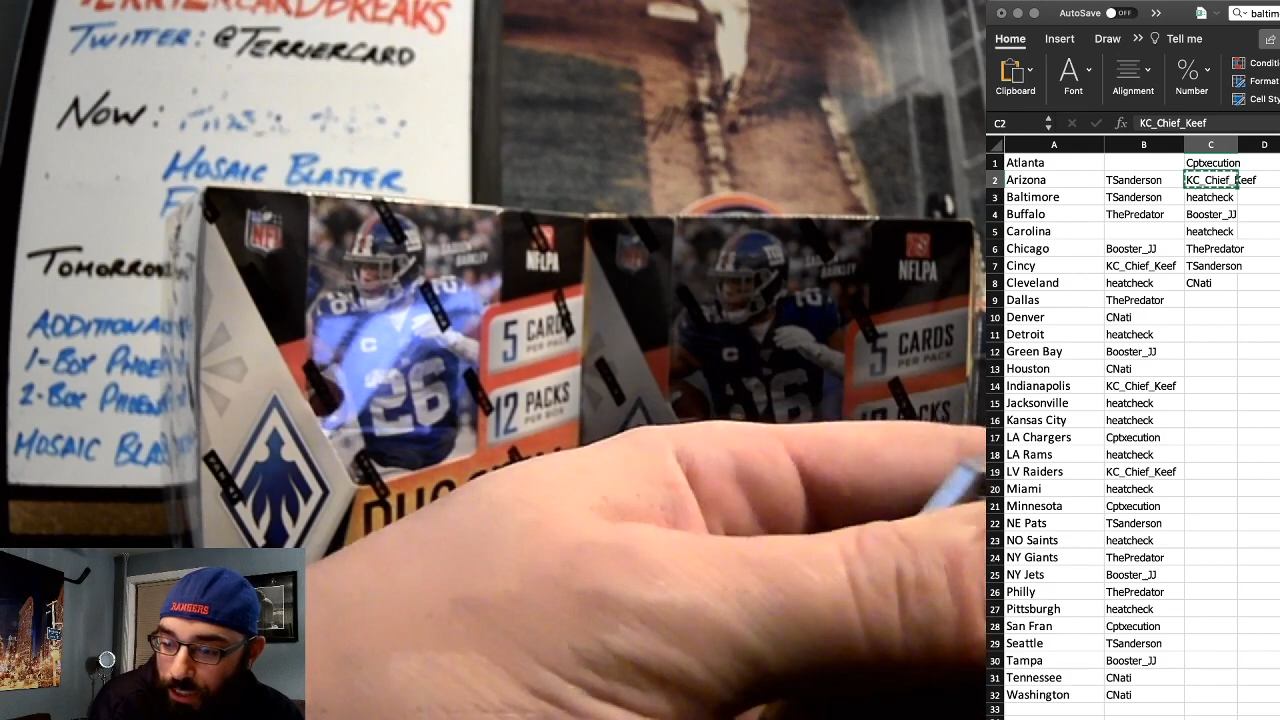 TERRIERCARDBREAKS
TWITTER: @TERRIERCARD
NOW:
MOSAIC BLASTER
TOMORROW
ADDITIONAL
1-BOX PHOEN
2-BOX PHOEN
MOSAIC BLA
NFL
NFLPA
5 CARDS
PER PACK
12 PACKS
PER BOX
26
NFLPA
5 CARDS
PER PACK
RANGERS
AutoSave OFF
baltim
Home Insert Draw Tell me
Clipboard Font Alignment Number
Conditi
Format
Cell Sty
C2 fx KC_Chief_Keef
A B C D
1 Atlanta Cptxecution
2 Arizona TSanderson KC_Chief_Keef
3 Baltimore TSanderson heatcheck
4 Buffalo ThePredator Booster_JJ
5 Carolina heatcheck
6 Chicago Booster_JJ ThePredator
7 Cincy KC_Chief_Keef TSanderson
8 Cleveland heatcheck CNati
9 Dallas ThePredator
10 Denver CNati
11 Detroit heatcheck
12 Green Bay Booster_JJ
13 Houston CNati
14 Indianapolis KC_Chief_Keef
15 Jacksonville heatcheck
16 Kansas City heatcheck
17 LA Chargers Cptxecution
18 LA Rams heatcheck
19 LV Raiders KC_Chief_Keef
20 Miami heatcheck
21 Minnesota Cptxecution
22 NE Pats TSanderson
23 NO Saints heatcheck
24 NY Giants ThePredator
25 NY Jets Booster_JJ
26 Philly ThePredator
27 Pittsburgh heatcheck
28 San Fran Cptxecution
29 Seattle TSanderson
30 Tampa Booster_JJ
31 Tennessee CNati
32 Washington CNati
33